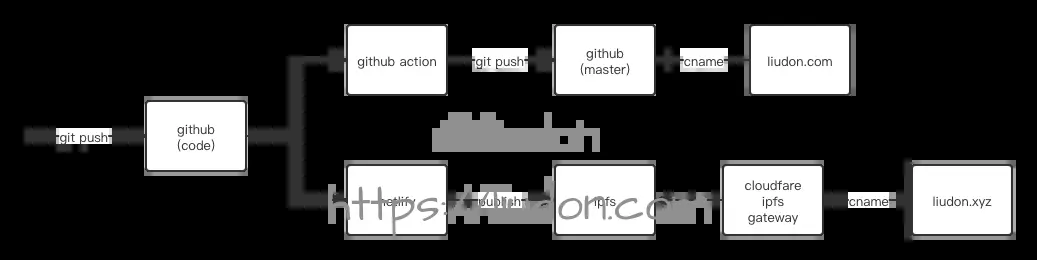 github action
git push
github
(master)
cname
liudon.com
git push
github
(code)
netlify
publish
ipfs
cloudfare
ipfs
gateway
cname
liudon.xyz
https://liudon.com